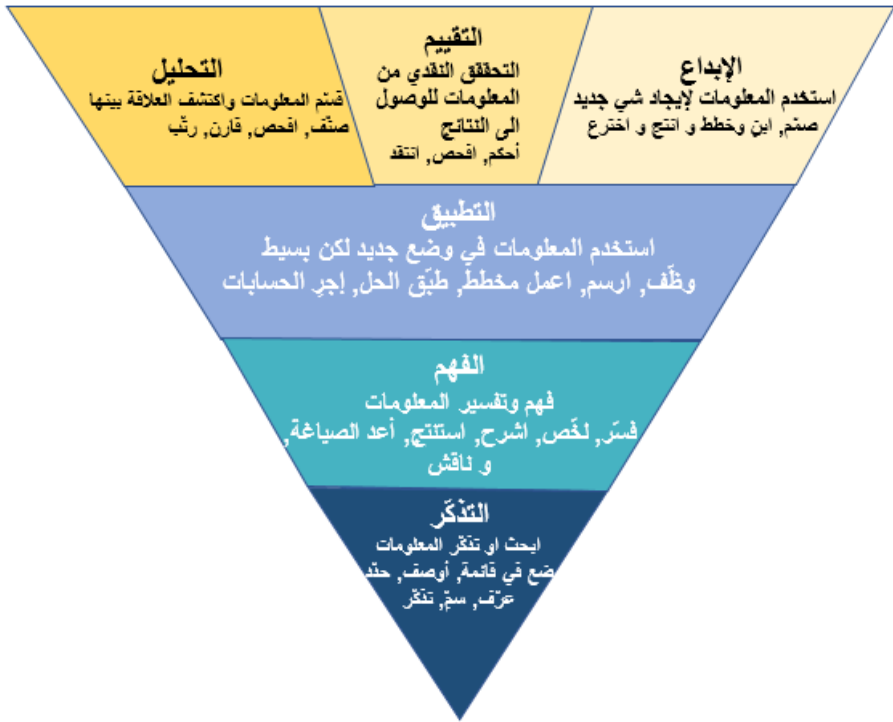 الإبداع
استخدم المعلومات لإيجاد شي جديد
صمّم, ابنِ وخطط و انتج و اخترع
التقييم
التحققق النقدي من
المعلومات للوصول
الى النتائج
أحكم, افحص, انتقد
التحليل
قسّم المعلومات واكتشف العلاقة بينها
صنّف, افحص, قارن, رتّب
التطبيق
استخدم المعلومات في وضع جديد لكن بسيط
وظّف, ارسم, اعمل مخطط, طبّق الحل, إجرِ الحسابات
الفهم
فهم وتفسير المعلومات
فسّر, لخّص, اشرح, استنتج, أعد الصياغة,
و ناقش
التذكّر
ابحث او تذكّر المعلومات
ضع في قائمة, أوصف, حدّد
عرّف, سمّ, تذكّر